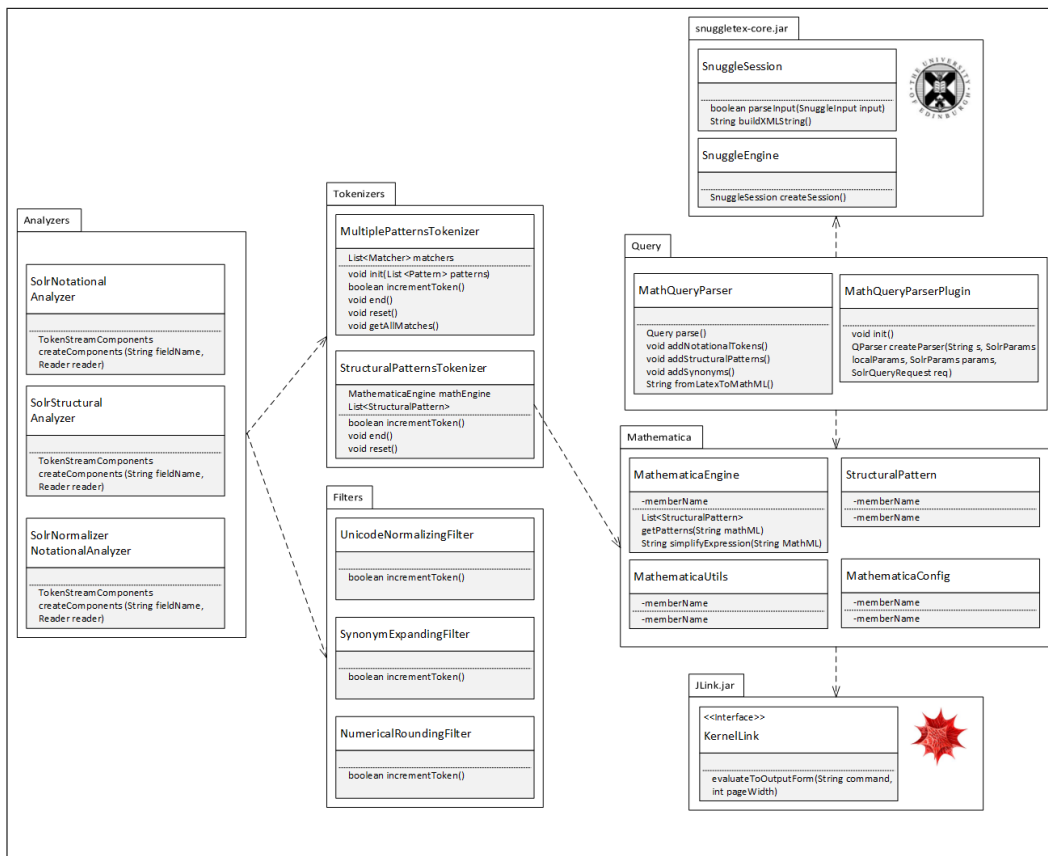 snuggletex-core.jar
SnuggleSession
boolean parseInput(SnuggleInput input)
String buildXMLString()
SnuggleEngine
SnuggleSession createSession()
THE UNIVERSITY OF EDINBURGH
Analyzers
SolrNotational
Analyzer
TokenStreamComponents
createComponents(String fieldName,
Reader reader)
SolrStructural
Analyzer
TokenStreamComponents
createComponents(String fieldName,
Reader reader)
SolrNormalizer
NotationalAnalyzer
TokenStreamComponents
createComponents(String fieldName,
Reader reader)
Tokenizers
MultiplePatternsTokenizer
List<Matcher> matchers
void init(List <Pattern> patterns)
boolean incrementToken()
void end()
void reset()
void getAllMatches()
StructuralPatternsTokenizer
MathematicaEngine mathEngine
List<StructuralPattern>
boolean incrementToken()
void end()
void reset()
Filters
UnicodeNormalizingFilter
boolean incrementToken()
SynonymExpandingFilter
boolean incrementToken()
NumericalRoundingFilter
boolean incrementToken()
Query
MathQueryParser
Query parse()
void addNotationalTokens()
void addStructuralPatterns()
void addSynonyms()
String fromLatexToMathML()
MathQueryParserPlugin
void init()
QParser createParser(String s, SolrParams
localParams, SolrParams params,
SolrQueryRequest req)
Mathematica
MathematicaEngine
-memberName
List<StructuralPattern>
getPatterns(String mathML)
String simplifyExpression(String MathML)
StructuralPattern
-memberName
-memberName
MathematicaUtils
-memberName
-memberName
MathematicaConfig
-memberName
-memberName
JLink.jar
<<Interface>>
KernelLink
evaluateToOutputForm(String command,
int pageWidth)